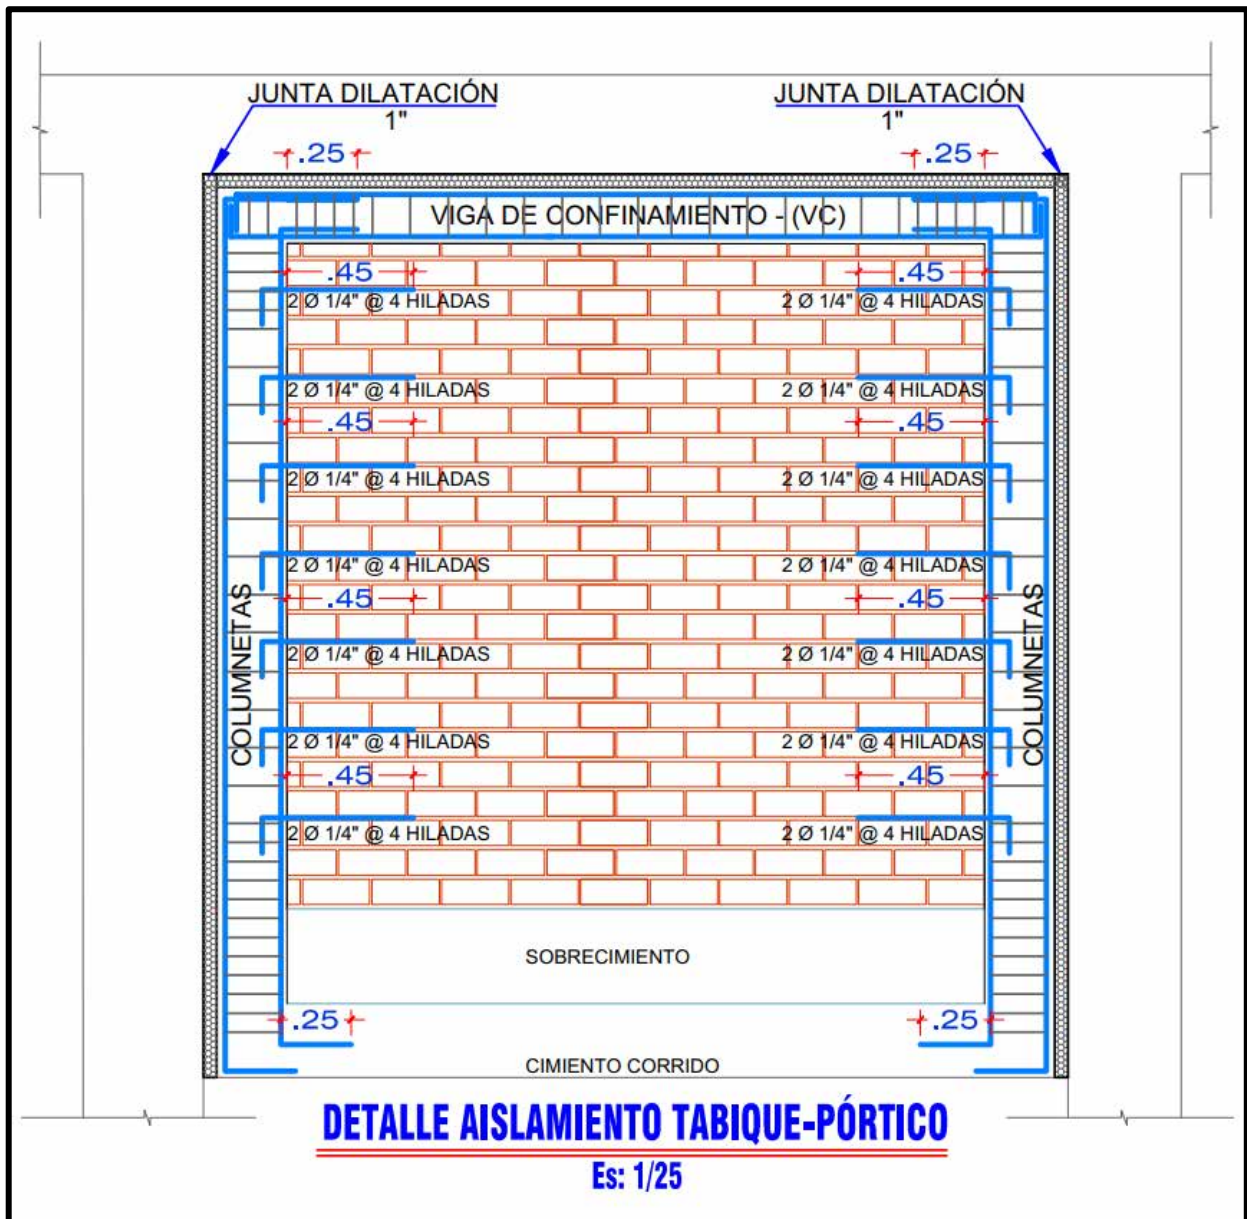 JUNTA DILATACIÓN
1"
JUNTA DILATACIÓN
1"
.25
.25
VIGA DE CONFINAMIENTO - (VC)
.45
.45
2 Ø 1/4" @ 4 HILADAS
2 Ø 1/4" @ 4 HILADAS
2 Ø 1/4" @ 4 HILADAS
2 Ø 1/4" @ 4 HILADAS
.45
.45
2 Ø 1/4" @ 4 HILADAS
2 Ø 1/4" @ 4 HILADAS
2 Ø 1/4" @ 4 HILADAS
2 Ø 1/4" @ 4 HILADAS
.45
.45
COLUMNETAS
COLUMNETAS
2 Ø 1/4" @ 4 HILADAS
2 Ø 1/4" @ 4 HILADAS
2 Ø 1/4" @ 4 HILADAS
2 Ø 1/4" @ 4 HILADAS
.45
.45
2 Ø 1/4" @ 4 HILADAS
2 Ø 1/4" @ 4 HILADAS
SOBRECIMIENTO
.25
.25
CIMIENTO CORRIDO
DETALLE AISLAMIENTO TABIQUE-PÓRTICO
Es: 1/25